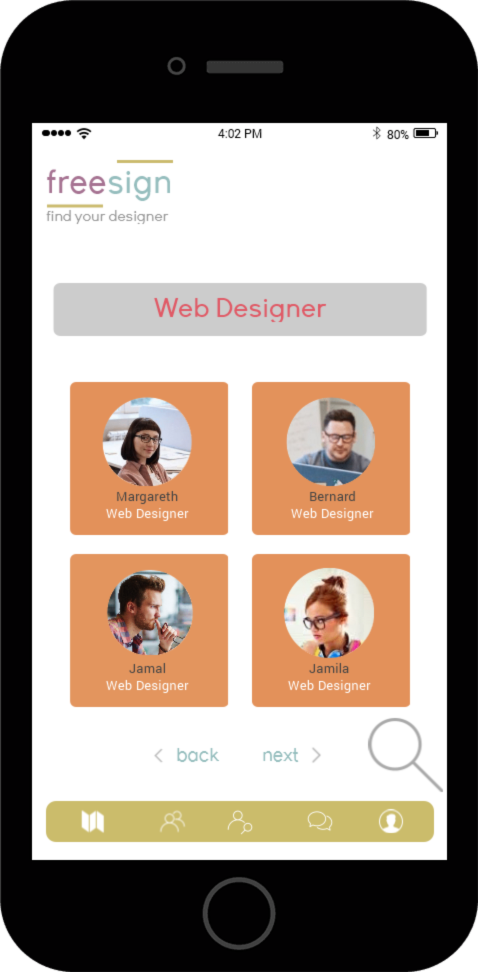 4:02 PM
80%
freesign
find your designer
Web Designer
Margareth
Web Designer
Bernard
Web Designer
Jamal
Web Designer
Jamila
Web Designer
back
next